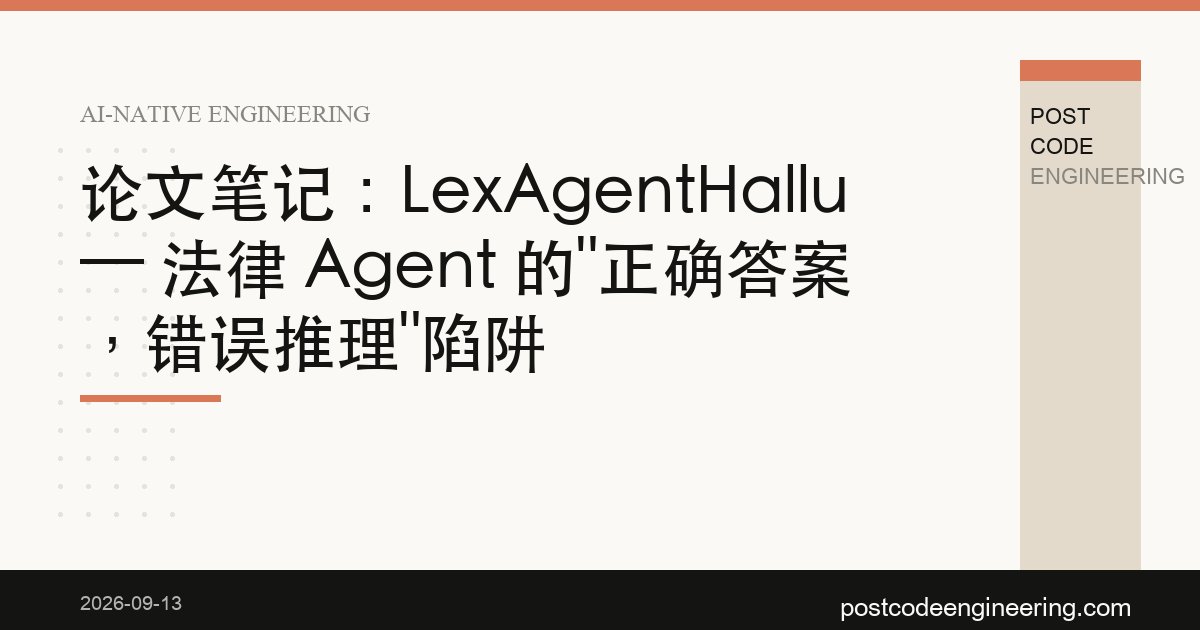 AI-NATIVE ENGINEERING
论文笔记：LexAgentHallu
— 法律 Agent 的"正确答案
，错误推理"陷阱
POST
CODE
ENGINEERING
2026-09-13
postcodeengineering.com